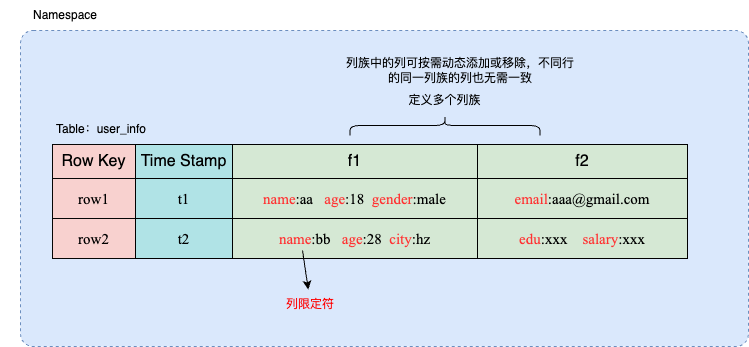 Namespace
列族中的列可按需动态添加或移除，不同行
的同一列族的列也无需一致
定义多个列族
Table：user_info
Row Key Time Stamp f1 f2
row1 t1 name:aa age:18 gender:male email:aaa@gmail.com
row2 t2 name:bb age:28 city:hz edu:xxx salary:xxx
列限定符